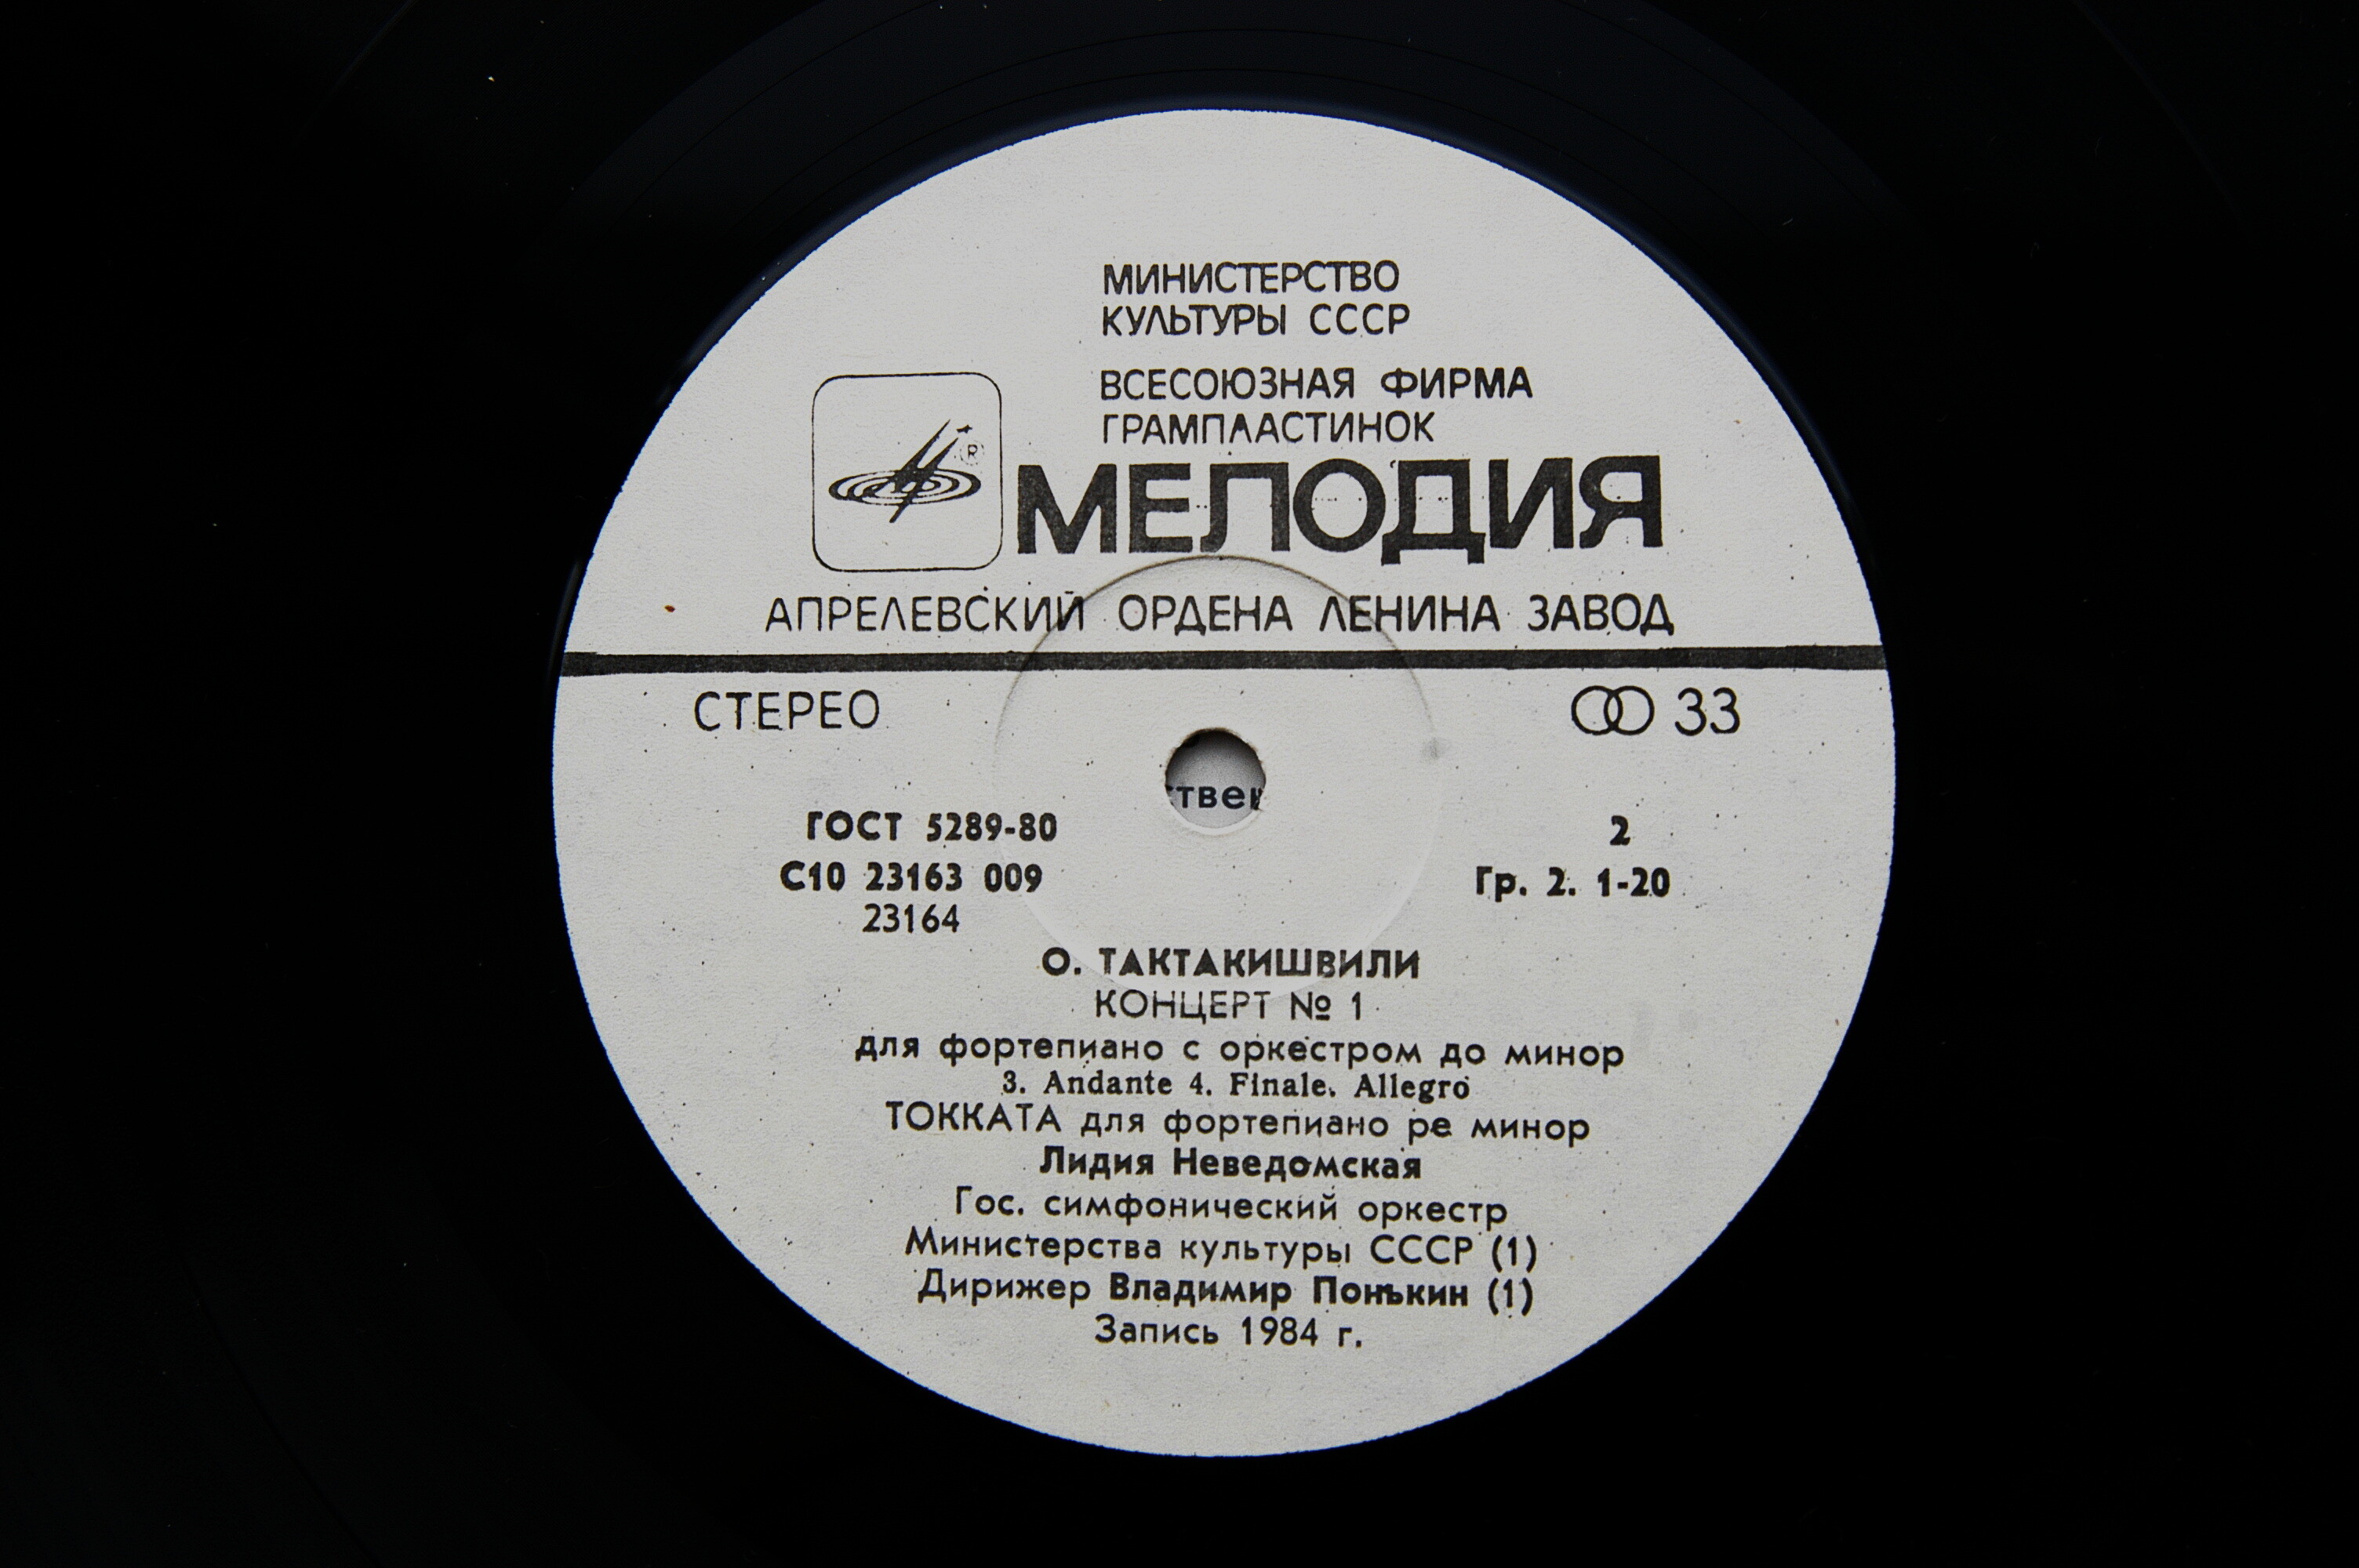 МИНИСТЕРСТВО
КУЛЬТУРЫ СССР
ВСЕСОЮЗНАЯ ФИРМА
ГРАМПЛАСТИНОК
®
МЕЛОДИЯ
АПРЕЛЕВСКИЙ ОРДЕНА ЛЕНИНА ЗАВОД
СТЕРЕО 33
ГОСТ 5289-80 2
С10 23163 009 Гр. 2. 1-20
23164
О. ТАКТАКИШВИЛИ
КОНЦЕРТ № 1
для фортепиано с оркестром до минор
3. Andante 4. Finale. Allegro
ТОККАТА для фортепиано ре минор
Лидия Неведомская
Гос. симфонический оркестр
Министерства культуры СССР (1)
Дирижер Владимир Понькин (1)
Запись 1984 г.